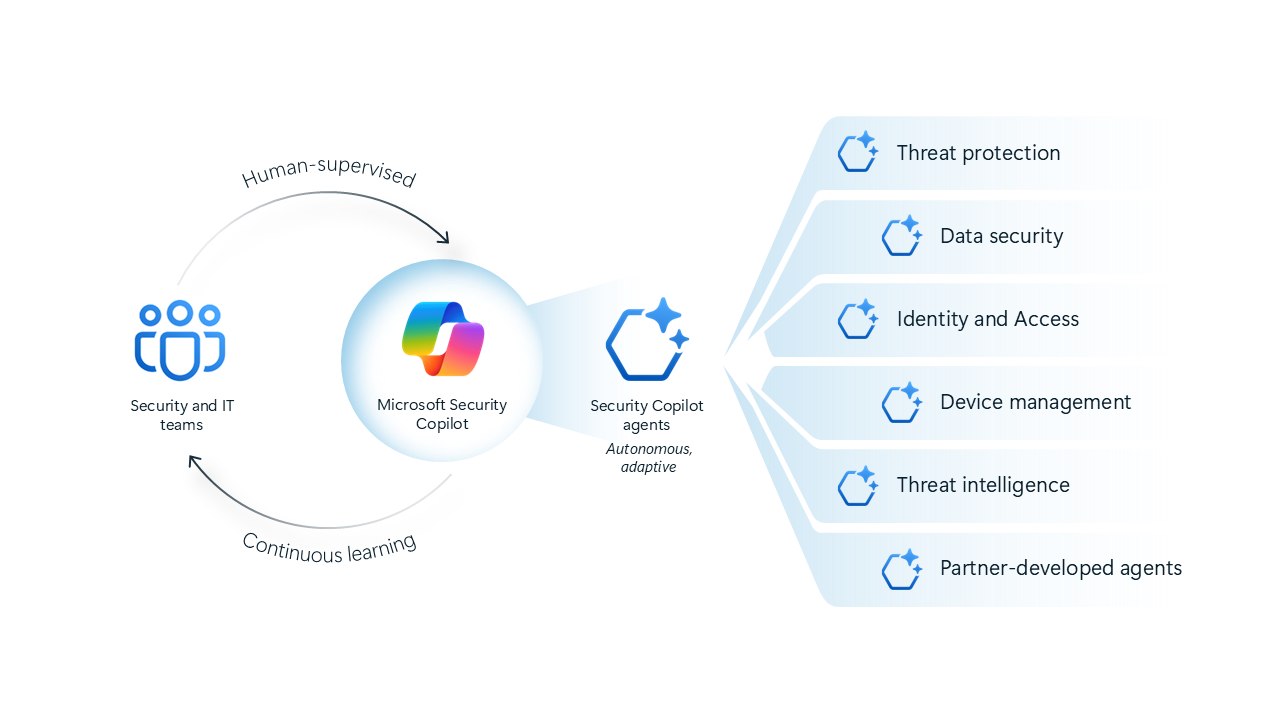 Human-supervised
Security and IT
teams
Microsoft Security
Copilot
Continuous learning
Security Copilot
agents
Autonomous,
adaptive
Threat protection
Data security
Identity and Access
Device management
Threat intelligence
Partner-developed agents